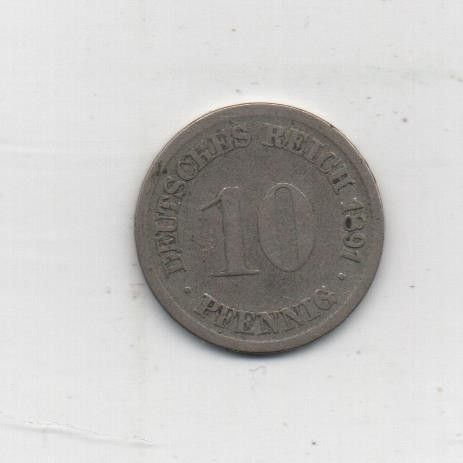 DEUTSCHES REICH 1891
10
PFENNIG